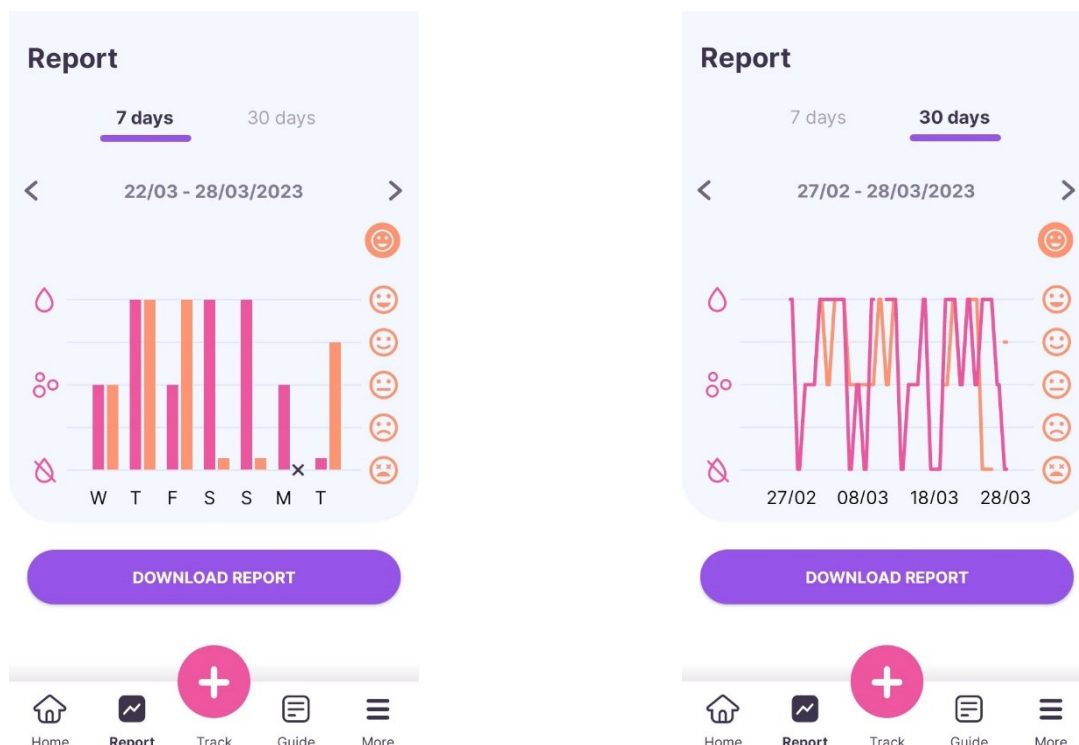 Report
7 days 30 days
22/03 - 28/03/2023
W T F S S M T
DOWNLOAD REPORT
Home Report Track Guide More
Report
7 days 30 days
27/02 - 28/03/2023
27/02 08/03 18/03 28/03
DOWNLOAD REPORT
Home Report Track Guide More